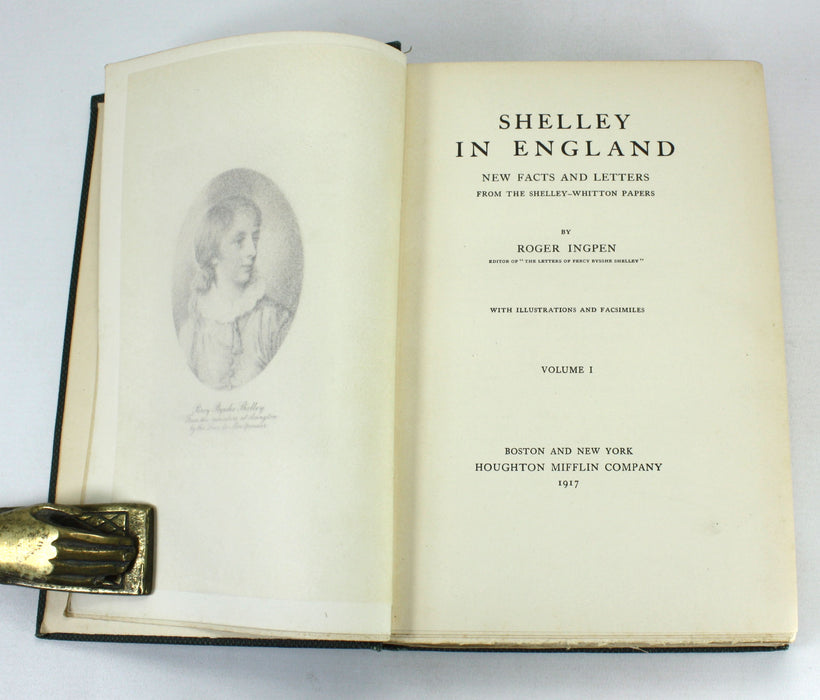 Percy Bysshe Shelley
SHELLEY
IN ENGLAND
NEW FACTS AND LETTERS
FROM THE SHELLEY–WHITTON PAPERS
BY
ROGER INGPEN
EDITOR OF "THE LETTERS OF PERCY BYSSHE SHELLEY"
WITH ILLUSTRATIONS AND FACSIMILES
VOLUME I
BOSTON AND NEW YORK
HOUGHTON MIFFLIN COMPANY
1917